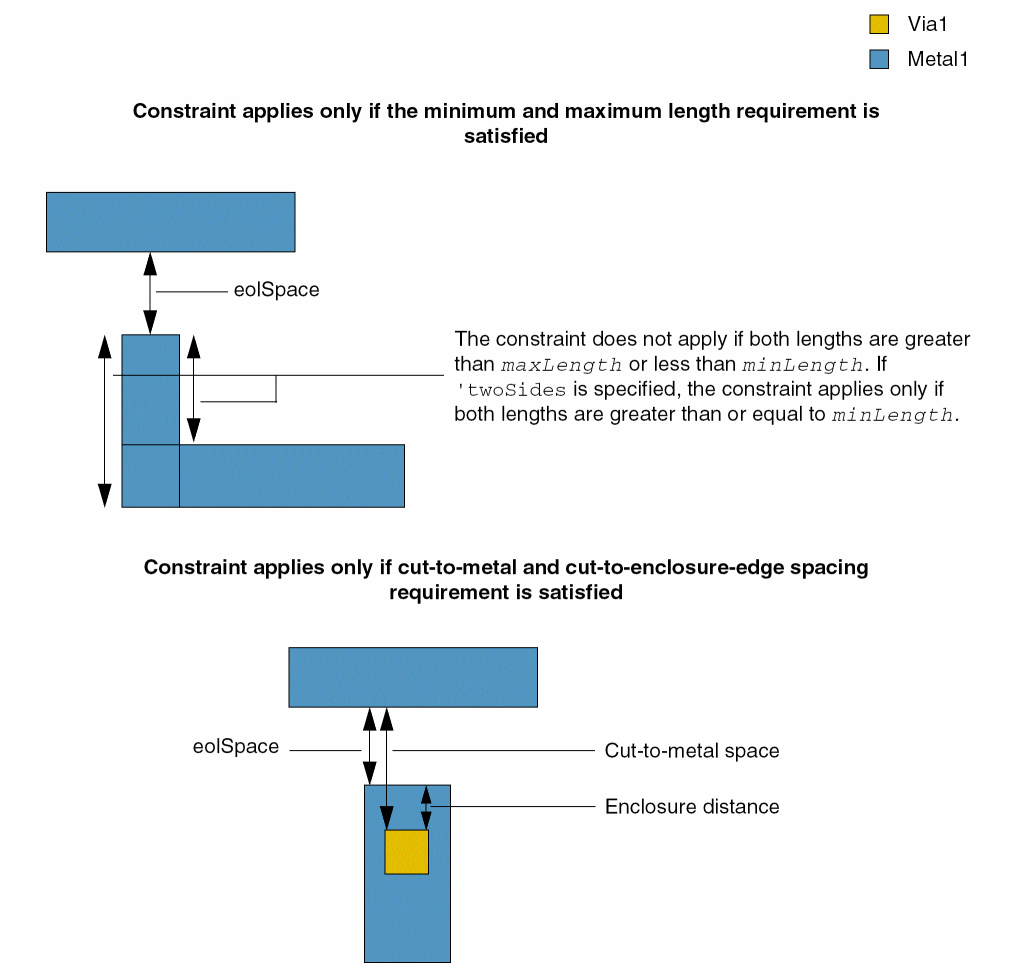 Via1
Metal1
Constraint applies only if the minimum and maximum length requirement is
satisfied
eolSpace
The constraint does not apply if both lengths are greater
than maxLength or less than minLength. If
'twoSides is specified, the constraint applies only if
both lengths are greater than or equal to minLength.
Constraint applies only if cut-to-metal and cut-to-enclosure-edge spacing
requirement is satisfied
eolSpace
Cut-to-metal space
Enclosure distance